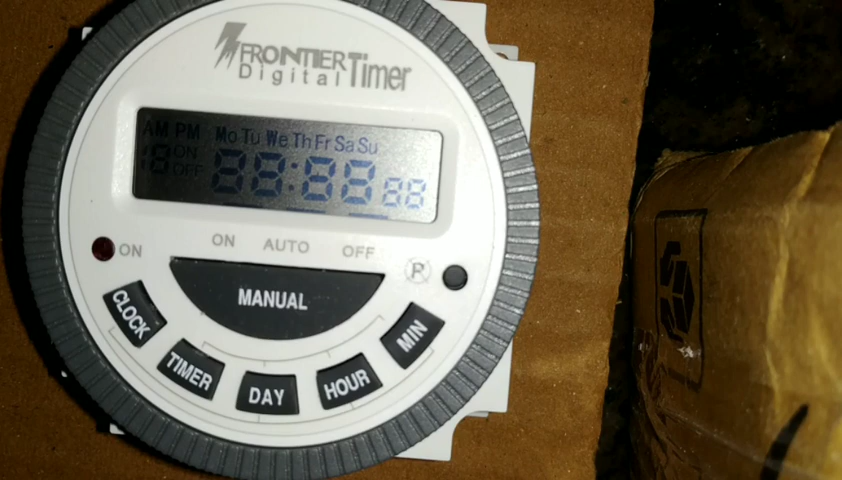 FRONTIER
Digital Timer
AM PM Mo Tu We Th Fr Sa Su
18 ON
OFF
88:88 88
ON
ON AUTO OFF
R
MANUAL
CLOCK
TIMER
DAY
HOUR
MIN